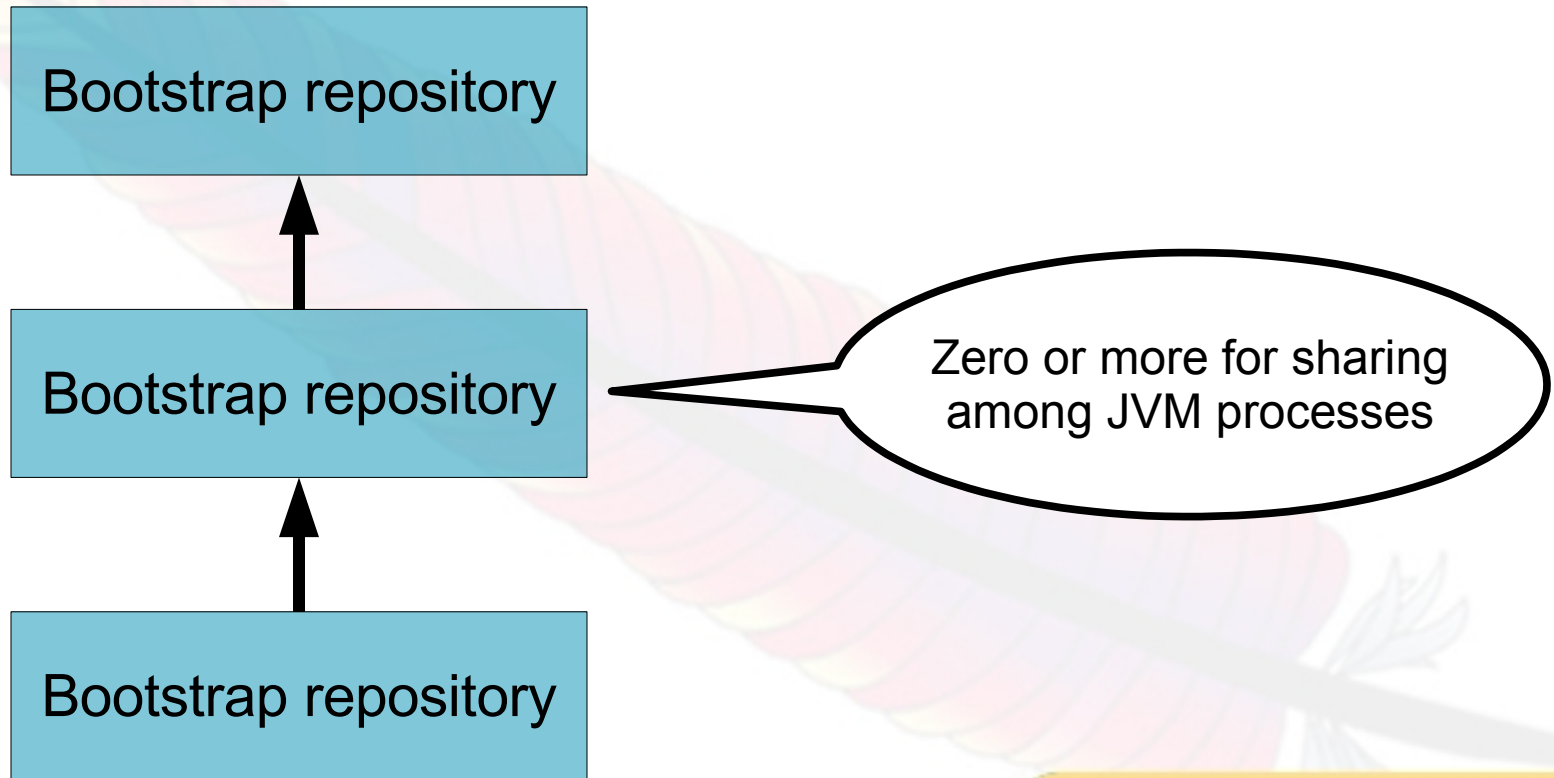 Bootstrap repository
Bootstrap repository
Zero or more for sharing
among JVM processes
Bootstrap repository